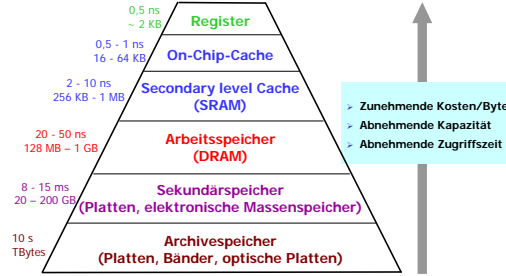 0,5 ns
~ 2 KB
Register
0,5 - 1 ns
16 - 64 KB
On-Chip-Cache
2 - 10 ns
256 KB - 1 MB
Secondary level Cache
(SRAM)
20 - 50 ns
128 MB – 1 GB
Arbeitsspeicher
(DRAM)
8 - 15 ms
20 – 200 GB
Sekundärspeicher
(Platten, elektronische Massenspeicher)
10 s
TBytes
Archivespeicher
(Platten, Bänder, optische Platten)
➢ Zunehmende Kosten/Byte
➢ Abnehmende Kapazität
➢ Abnehmende Zugriffszeit